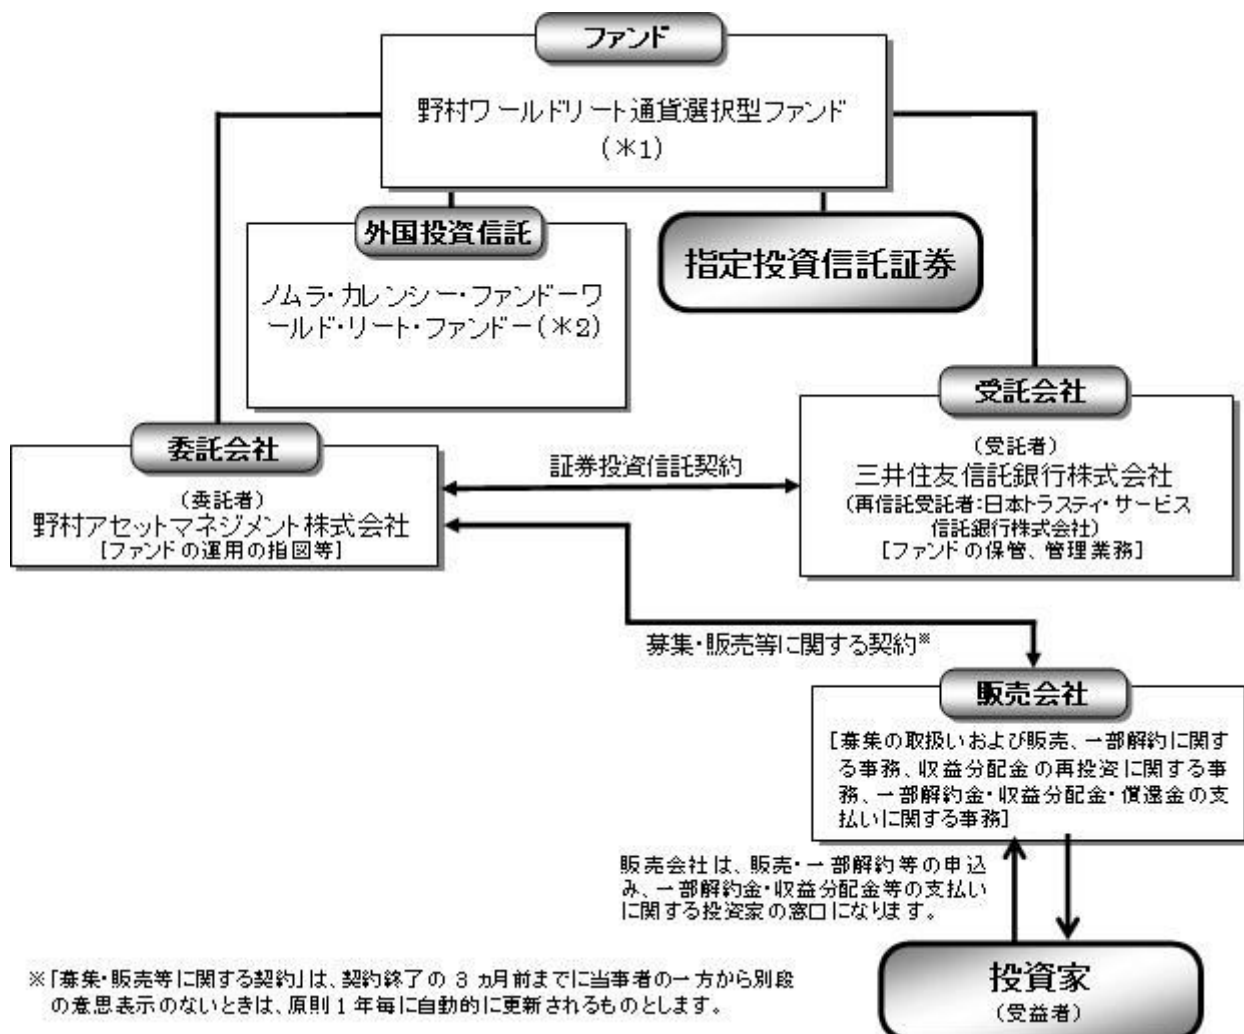 ファンド
野村ワールドリート通貨選択型ファンド
(＊1)
外国投資信託
ノムラ・カレンシー・ファンドーワ
ールド・リート・ファンドー(＊2)
指定投資信託証券
受託会社
(受託者)
三井住友信託銀行株式会社
(再信託受託者:日本トラスティ・サービス
信託銀行株式会社)
[ファンドの保管、管理業務]
委託会社
(委託者)
野村アセットマネジメント株式会社
[ファンドの運用の指図等]
証券投資信託契約
募集・販売等に関する契約※
販売会社
[募集の取扱いおよび販売、一部解約に関す
る事務、収益分配金の再投資に関する事
務、一部解約金・収益分配金・償還金の支
払いに関する事務]
販売会社は、販売・一部解約等の申込
み、一部解約金・収益分配金等の支払い
に関する投資家の窓口になります。
投資家
(受益者)
※「募集・販売等に関する契約」は、契約終了の 3 ヵ月前までに当事者の一方から別段
の意思表示のないときは、原則 1 年毎に自動的に更新されるものとします。